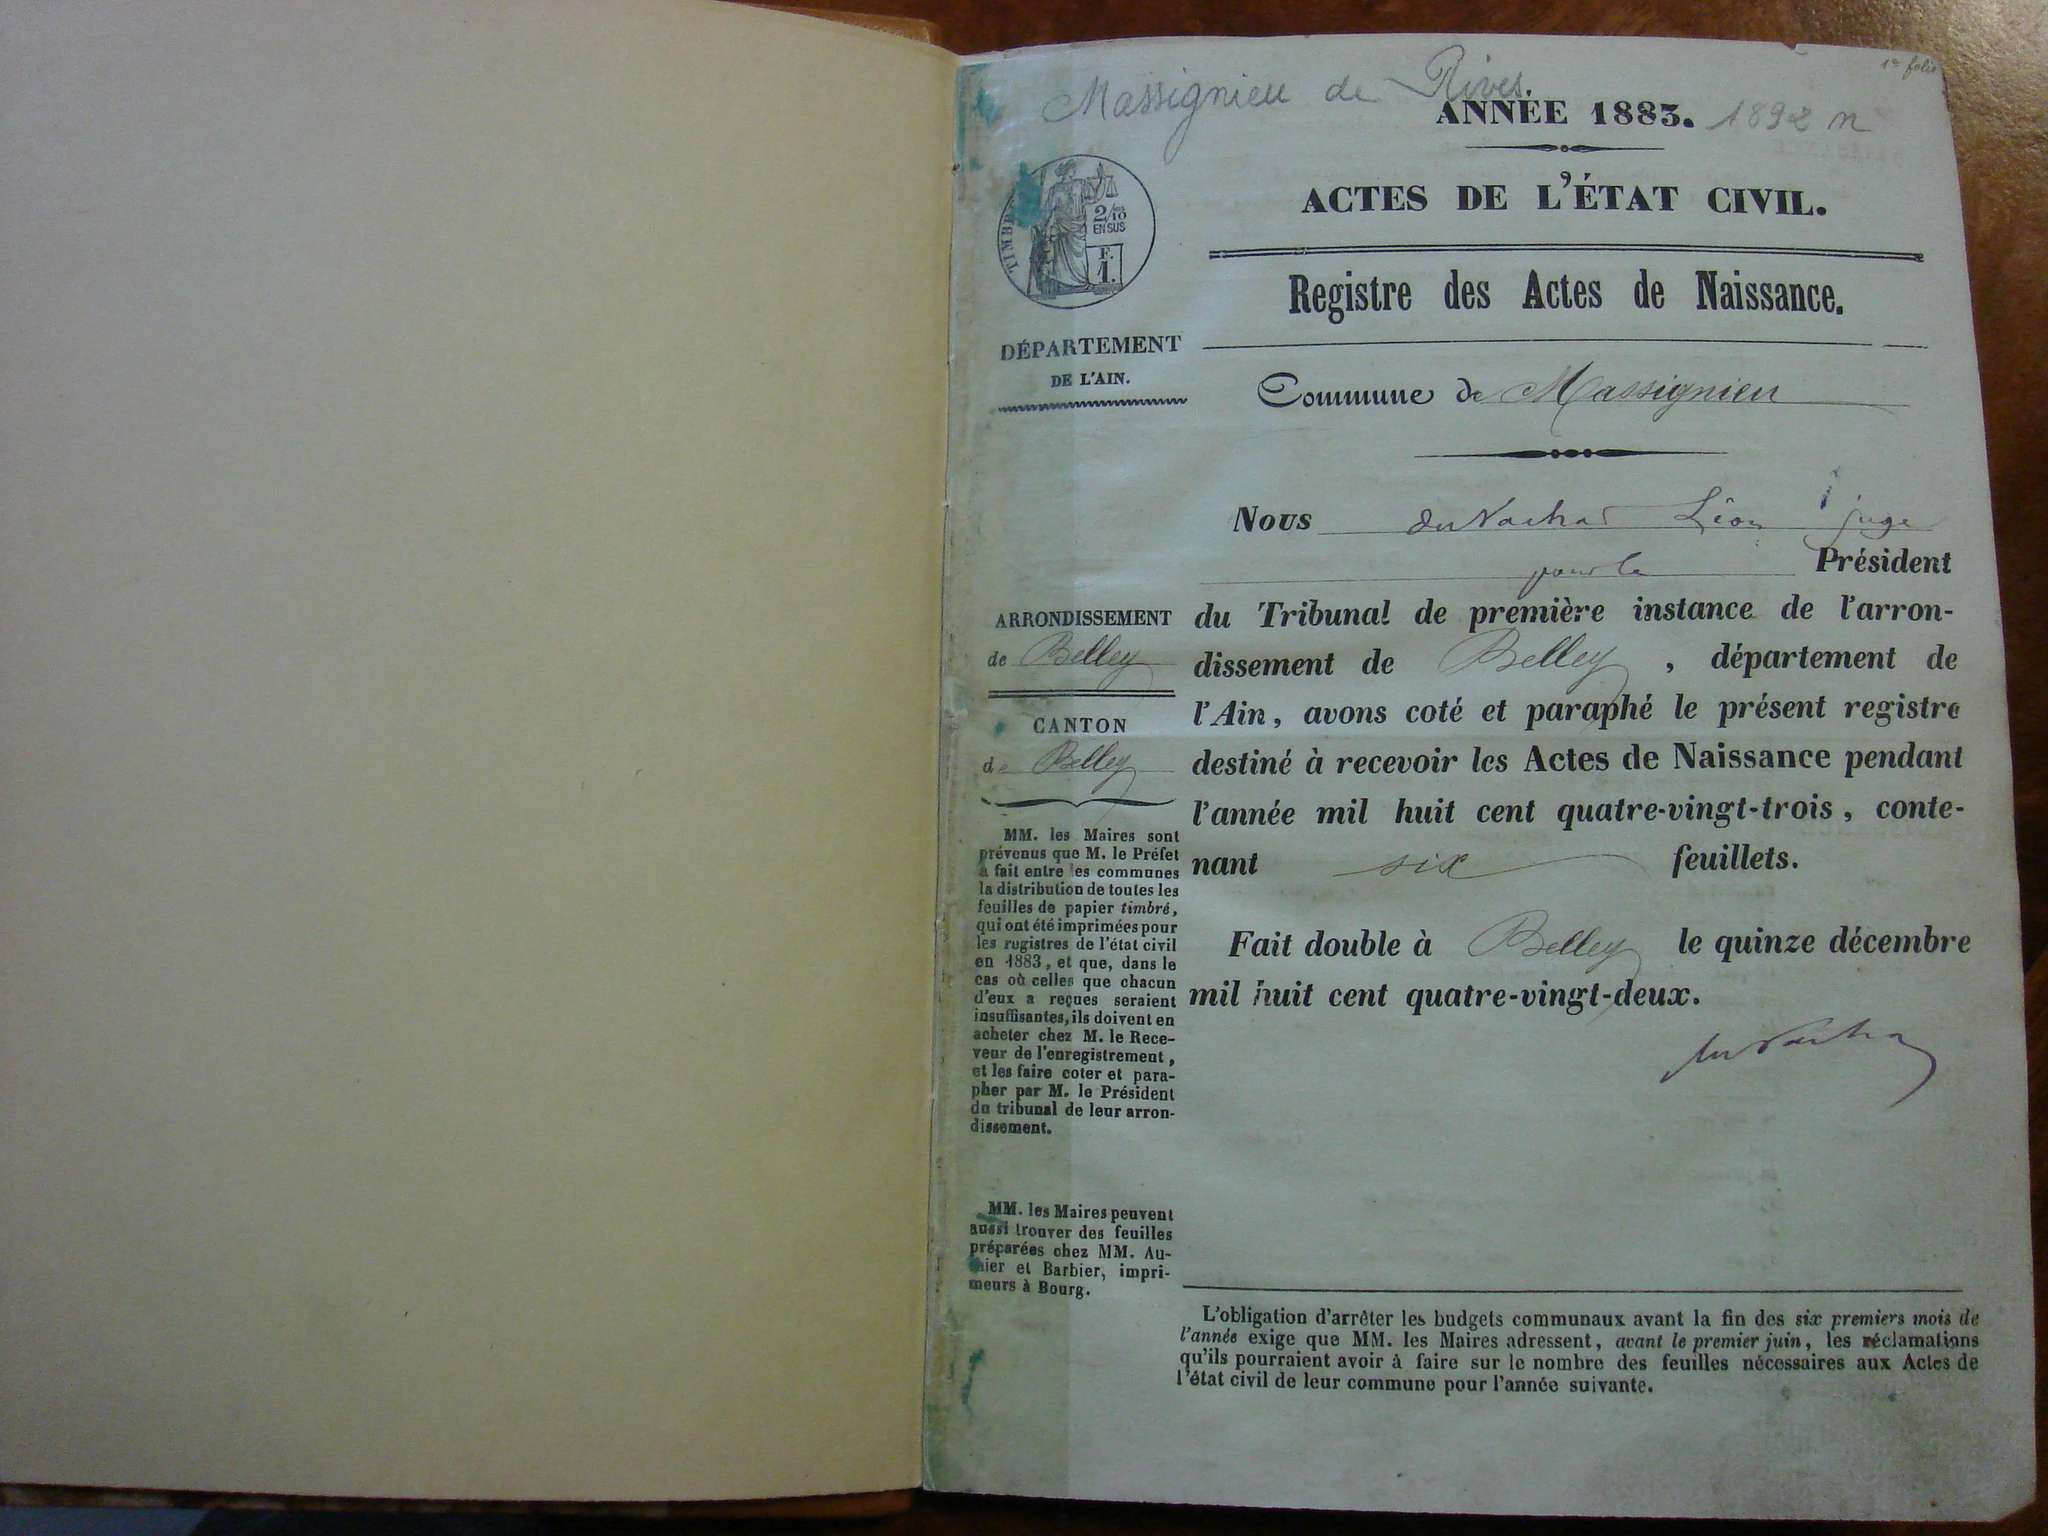 1er folio
Massignieu de Rives.
ANNÉE 1883. 1892 n
ACTES DE L'ÉTAT CIVIL.
TIMBRE
2/10
EN SUS
F.
1.
Registre des Actes de Naissance.
DÉPARTEMENT
DE L'AIN.
Commune de Massignieu
Nous duVachat Léon juge
pour le Président
du Tribunal de première instance de l'arron-
dissement de Belley, département de
l'Ain, avons coté et paraphé le présent registre
destiné à recevoir les Actes de Naissance pendant
l'année mil huit cent quatre-vingt-trois, conte-
nant six feuillets.
Fait double à Belley le quinze décembre
mil huit cent quatre-vingt-deux.
duVachat
ARRONDISSEMENT
de Belley
CANTON
de Belley
MM. les Maires sont
prévenus que M. le Préfet
a fait entre les communes
la distribution de toutes les
feuilles de papier timbré,
qui ont été imprimées pour
les registres de l'état civil
en 1883, et que, dans le
cas où celles que chacun
d'eux a reçues seraient
insuffisantes, ils doivent en
acheter chez M. le Rece-
veur de l'enregistrement,
et les faire coter et para-
pher par M. le Président
du tribunal de leur arron-
dissement.
MM. les Maires peuvent
aussi trouver des feuilles
préparées chez MM. Au-
thier et Barbier, impri-
meurs à Bourg.
L'obligation d'arrêter les budgets communaux avant la fin des six premiers mois de
l'année exige que MM. les Maires adressent, avant le premier juin, les réclamations
qu'ils pourraient avoir à faire sur le nombre des feuilles nécessaires aux Actes de
l'état civil de leur commune pour l'année suivante.